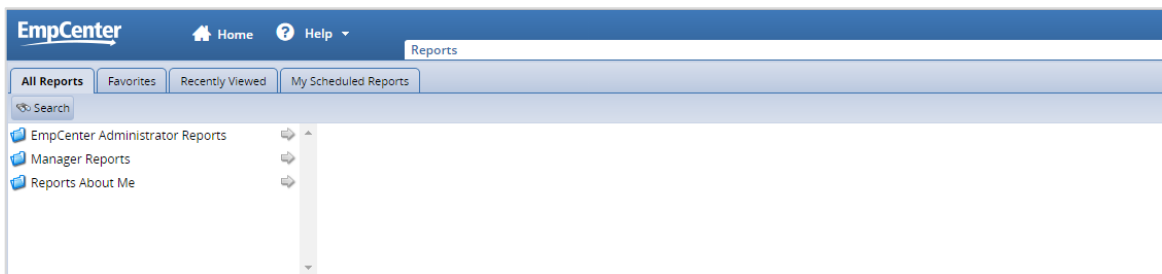 EmpCenter Home ? Help
Reports
All Reports Favorites Recently Viewed My Scheduled Reports
Search
EmpCenter Administrator Reports
Manager Reports
Reports About Me